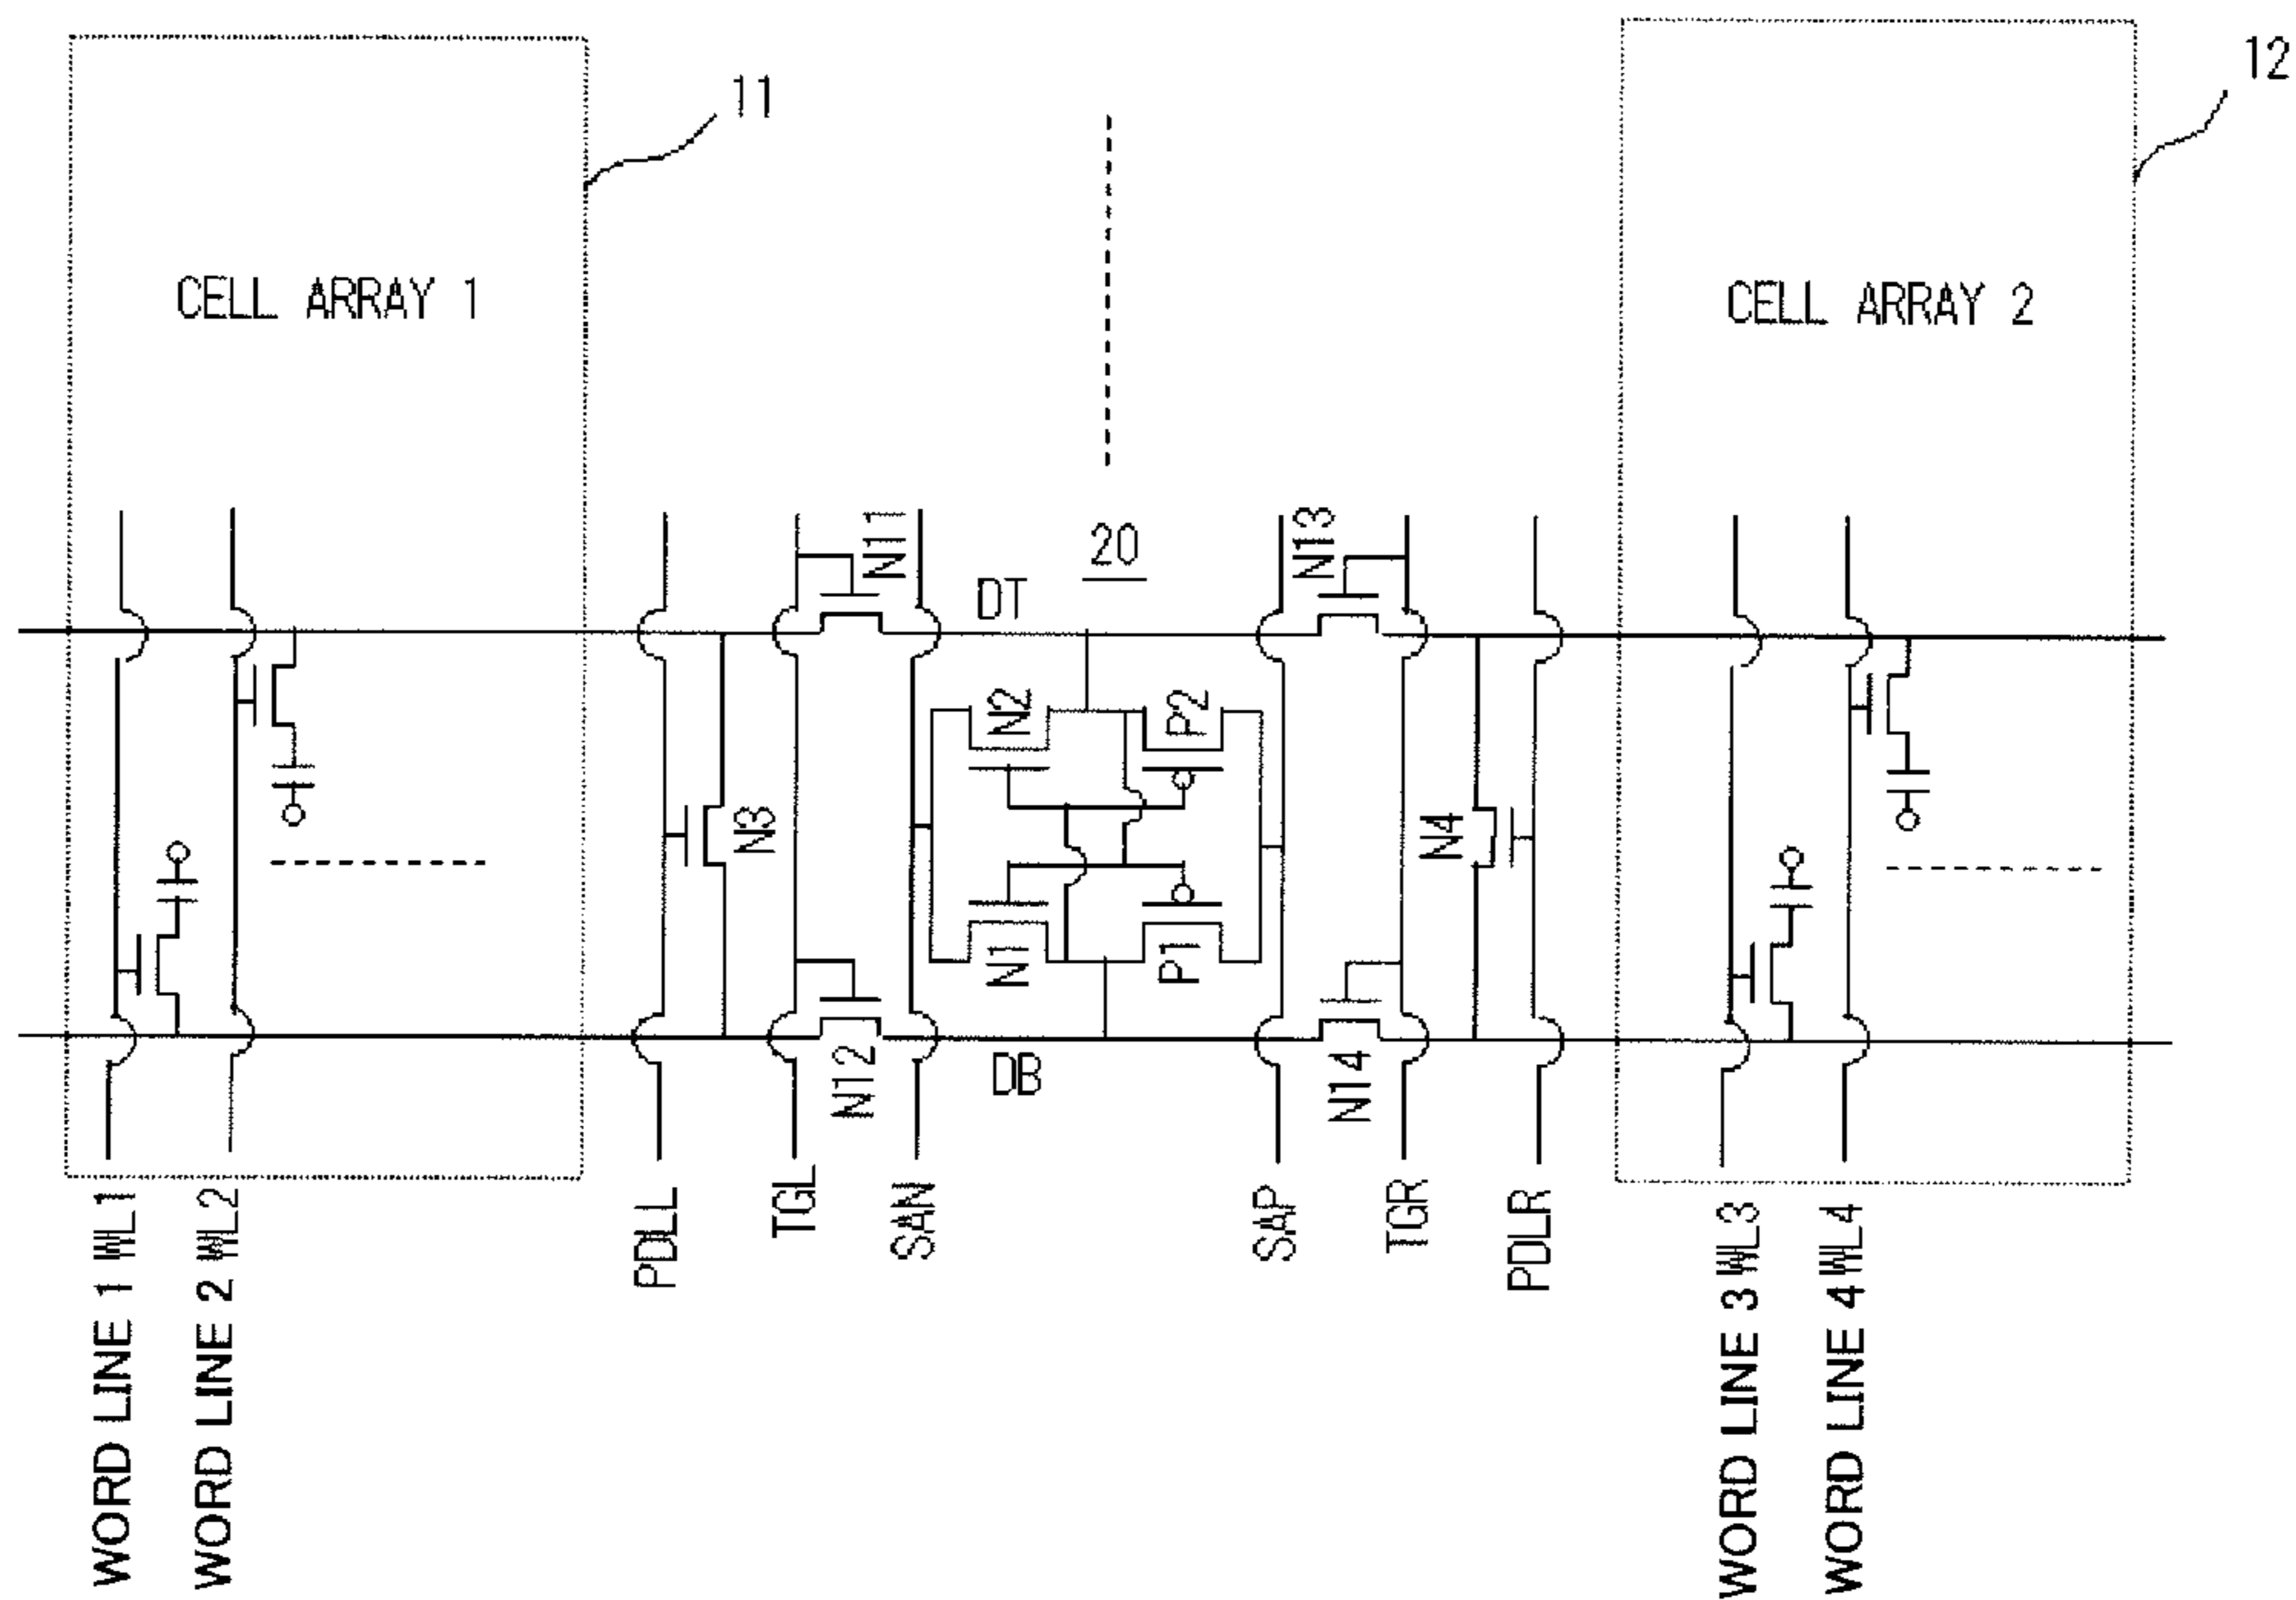 11
12
CELL ARRAY 1
CELL ARRAY 2
N11
20
N13
DT
N2
P2
N3
N4
N1
P1
N12
DB
N14
WORD LINE 1 WL1
WORD LINE 2 WL2
PDLL
TGL
SAN
SAP
TGR
PDLR
WORD LINE 3 WL3
WORD LINE 4 WL4